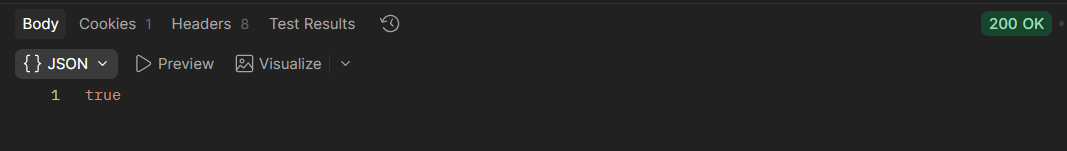 Body Cookies 1 Headers 8 Test Results 200 OK
{} JSON Preview Visualize
1 true